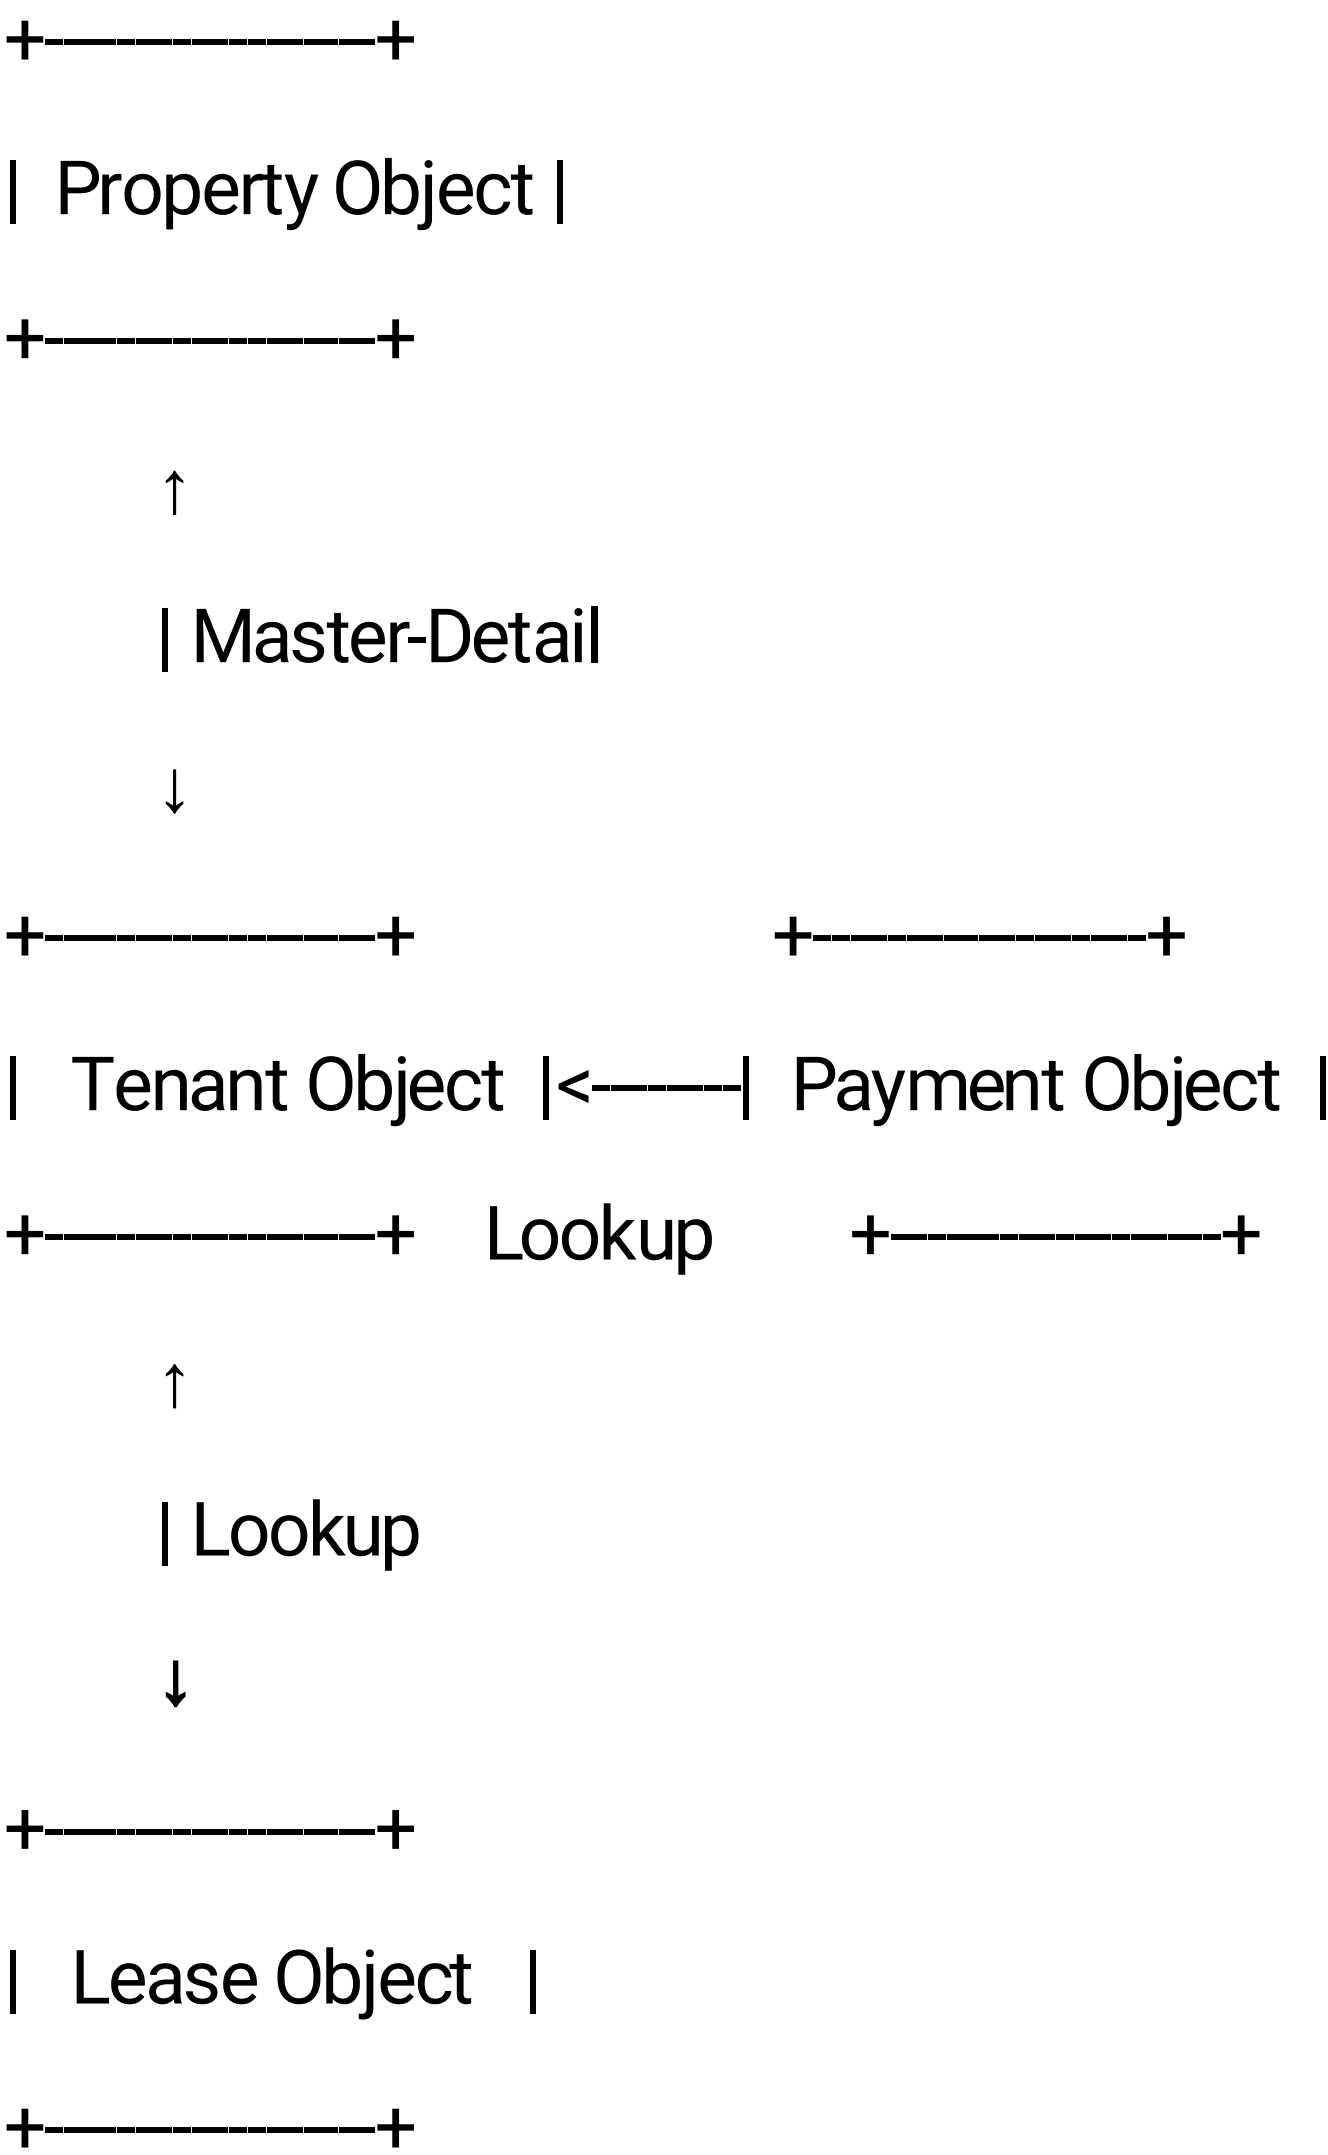 +------------------+
| Property Object |
+------------------+
↑
| Master-Detail
↓
+------------------+ +------------------+
| Tenant Object |<--------| Payment Object |
+------------------+ Lookup +------------------+
↑
| Lookup
↓
+------------------+
| Lease Object |
+------------------+